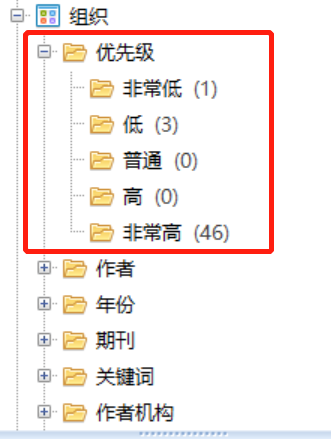 组织
优先级
非常低 (1)
低 (3)
普通 (0)
高 (0)
非常高 (46)
作者
年份
期刊
关键词
作者机构